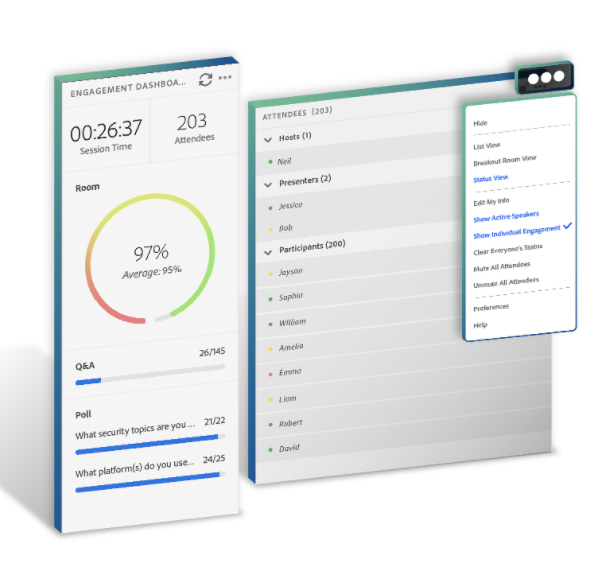 ENGAGEMENT DASHBOA...
00:26:37
Session Time
203
Attendees
Room
97%
Average: 95%
Q&A
26/145
Poll
What security topics are you ...
21/22
What platform(s) do you use...
24/25
ATTENDEES (203)
Hosts (1)
Neil
Presenters (2)
Jessica
Bob
Participants (200)
Jayson
Sophia
William
Amelia
Emma
Liam
Robert
David
Hide
List View
Breakout Room View
Status View
Edit My Info
Show Active Speakers
Show Individual Engagement
Clear Everyone's Status
Mute All Attendees
Unmute All Attendees
Preferences
Help